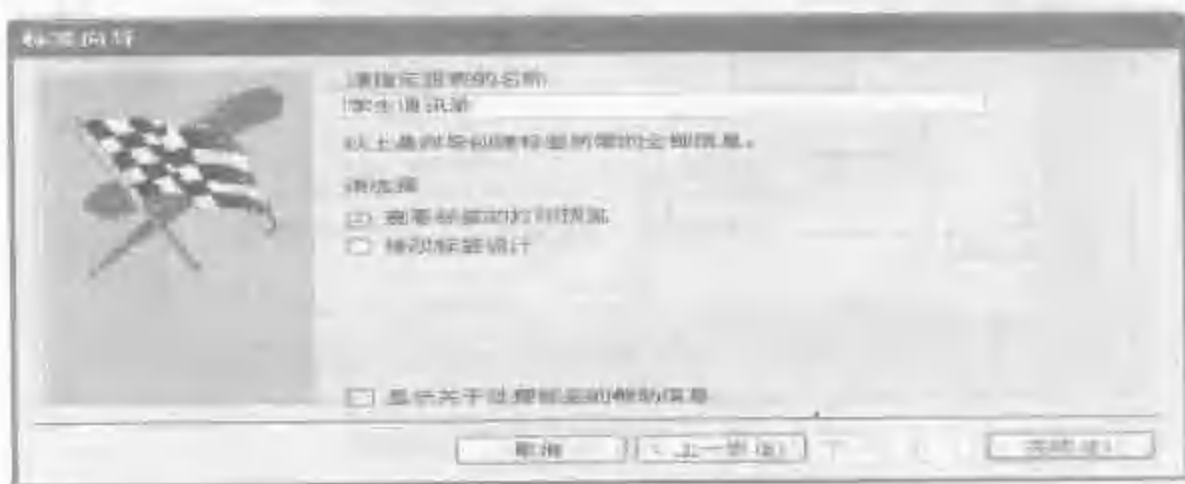 标签向导
请指定报表的名称:
学生通讯录
以上是向导创建标签所需的全部信息。
请选择
查看标签的打印预览
修改标签设计
显示关于处理标签的帮助信息
取消 < 上一步(B) 完成(F)